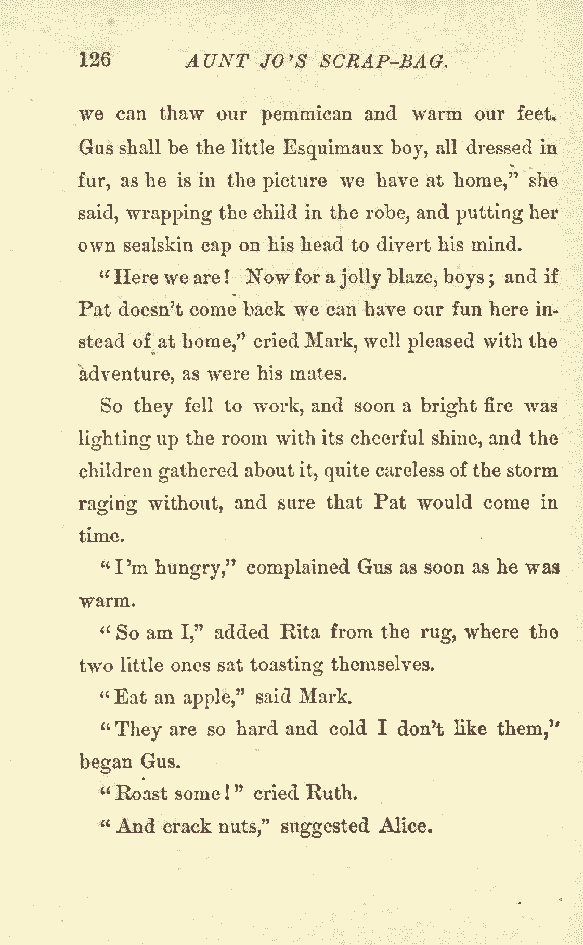 126 AUNT JO'S SCRAP-BAG.
we can thaw our pemmican and warm our feet.
Gus shall be the little Esquimaux boy, all dressed in
fur, as he is in the picture we have at home," she
said, wrapping the child in the robe, and putting her
own sealskin cap on his head to divert his mind.
"Here we are! Now for a jolly blaze, boys; and if
Pat doesn't come back we can have our fun here in-
stead of at home," cried Mark, well pleased with the
adventure, as were his mates.
So they fell to work, and soon a bright fire was
lighting up the room with its cheerful shine, and the
children gathered about it, quite careless of the storm
raging without, and sure that Pat would come in
time.
"I'm hungry," complained Gus as soon as he was
warm.
"So am I," added Rita from the rug, where the
two little ones sat toasting themselves.
"Eat an apple," said Mark.
"They are so hard and cold I don't like them,"
began Gus.
"Roast some!" cried Ruth.
"And crack nuts," suggested Alice.